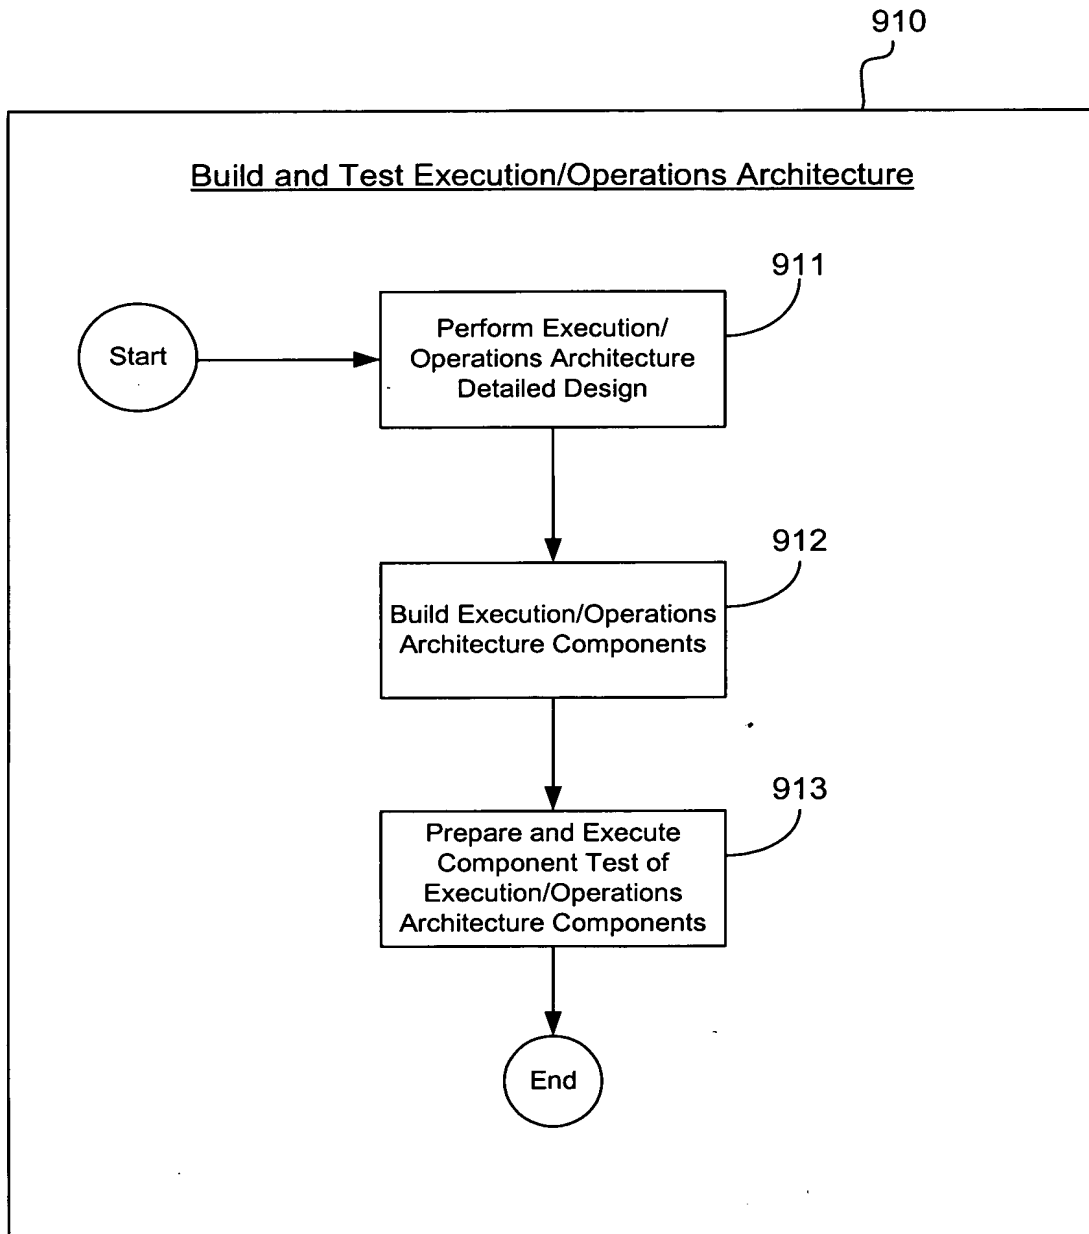 910
Build and Test Execution/Operations Architecture
911
Start
Perform Execution/
Operations Architecture
Detailed Design
912
Build Execution/Operations
Architecture Components
913
Prepare and Execute
Component Test of
Execution/Operations
Architecture Components
End